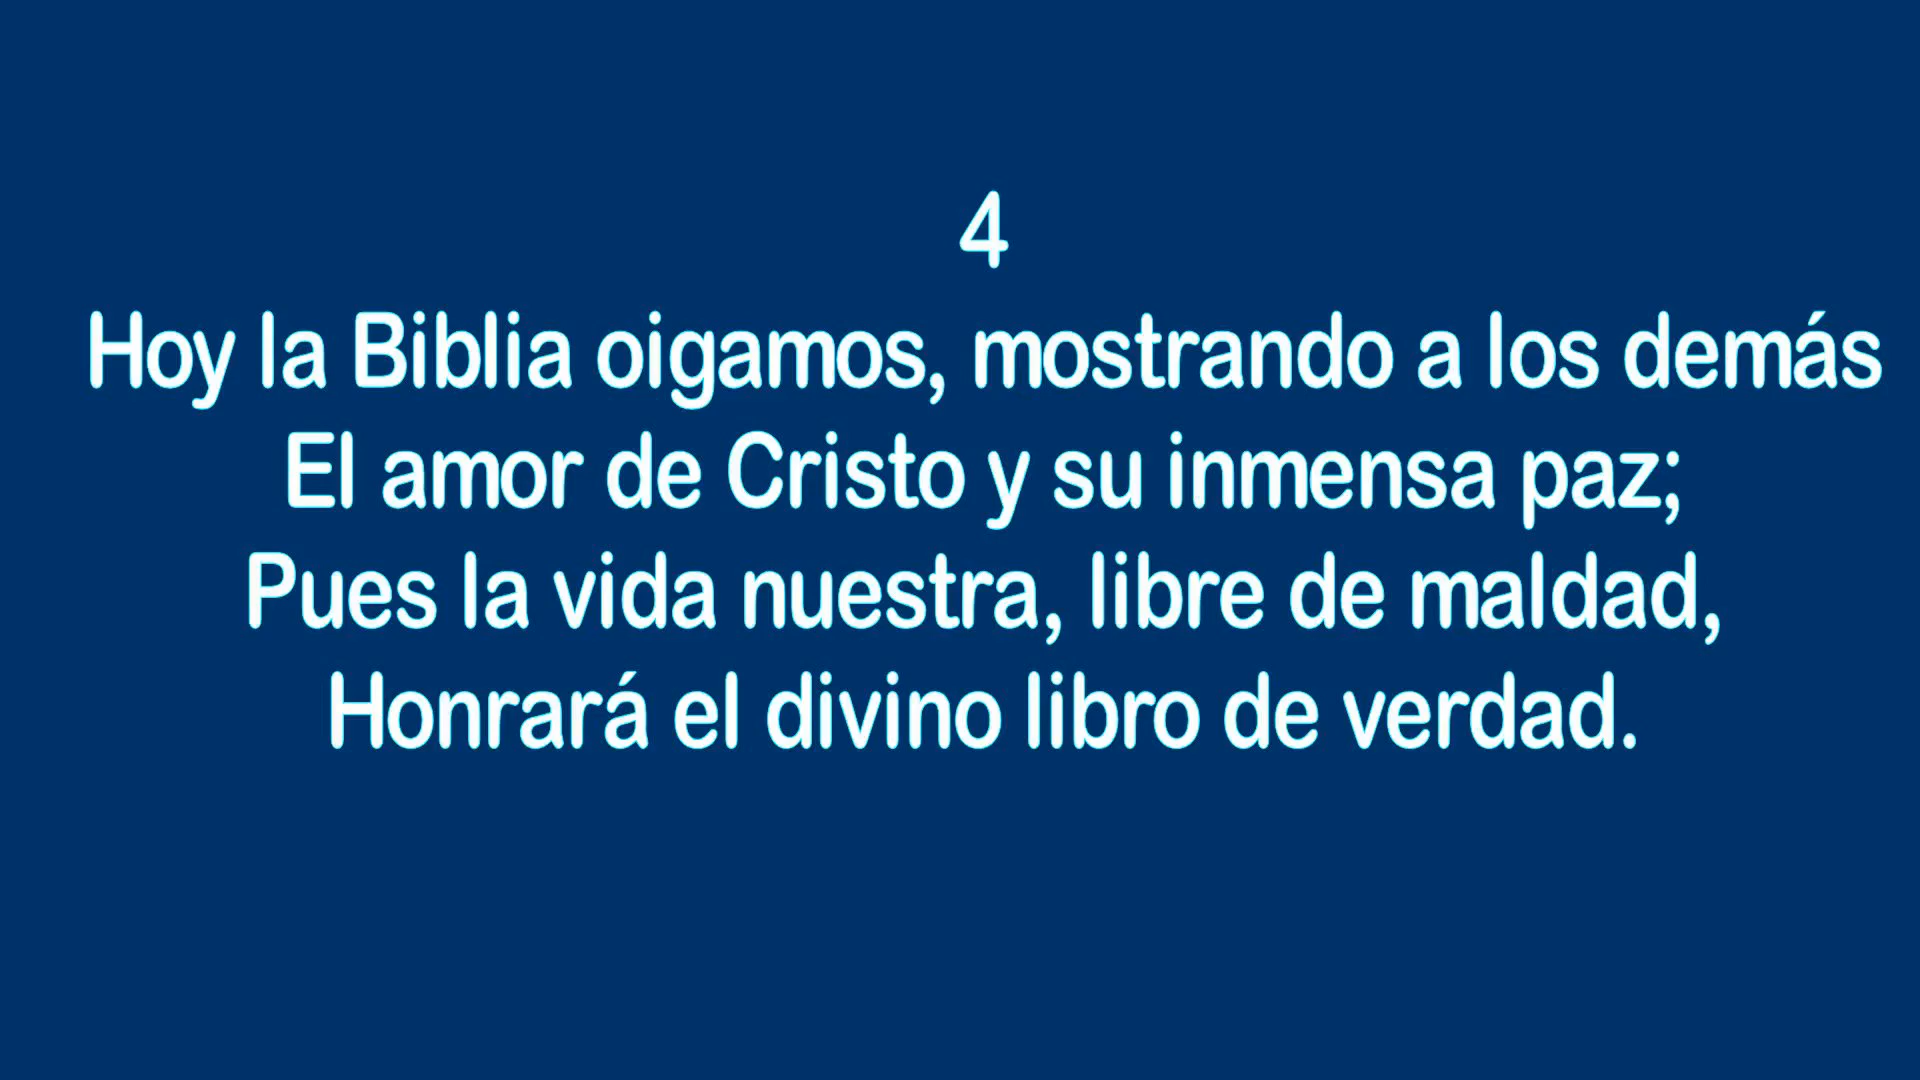 4
Hoy la Biblia oigamos, mostrando a los demás
El amor de Cristo y su inmensa paz;
Pues la vida nuestra, libre de maldad,
Honrará el divino libro de verdad.